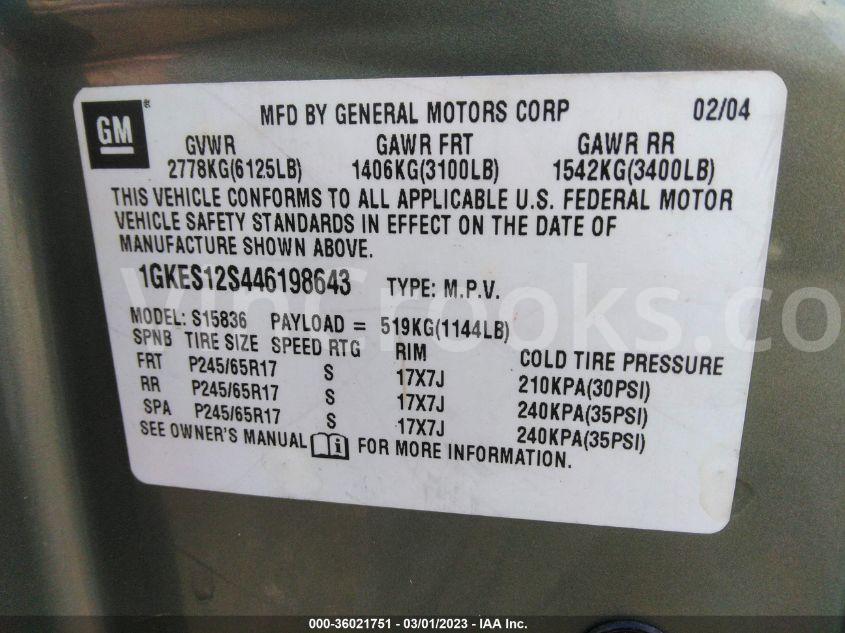 GM ® MFD BY GENERAL MOTORS CORP 02/04
GVWR GAWR FRT GAWR RR
2778KG(6125LB) 1406KG(3100LB) 1542KG(3400LB)
THIS VEHICLE CONFORMS TO ALL APPLICABLE U.S. FEDERAL MOTOR
VEHICLE SAFETY STANDARDS IN EFFECT ON THE DATE OF
MANUFACTURE SHOWN ABOVE.
1GKES12S446198643 TYPE: M.P.V.
VinCrooks.co
MODEL: S15836 PAYLOAD = 519KG(1144LB)
SPNB TIRE SIZE SPEED RTG RIM COLD TIRE PRESSURE
FRT P245/65R17 S 17X7J 210KPA(30PSI)
RR P245/65R17 S 17X7J 240KPA(35PSI)
SPA P245/65R17 S 17X7J 240KPA(35PSI)
SEE OWNER'S MANUAL i FOR MORE INFORMATION.
000-36021751 - 03/01/2023 - © IAA Inc.